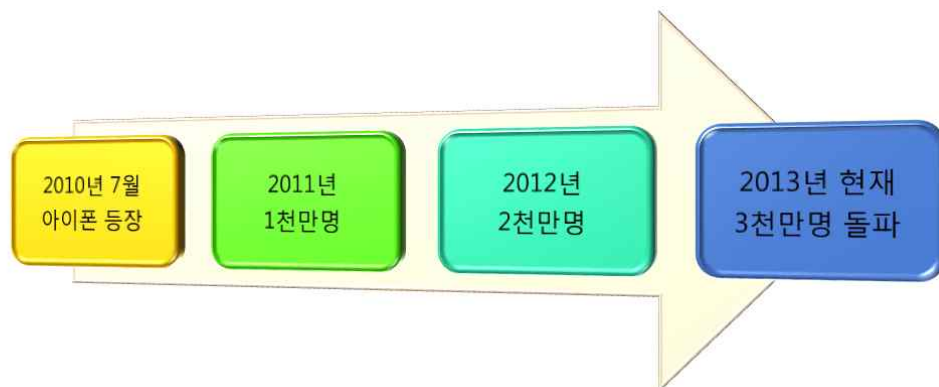 2010년 7월
아이폰 등장
2011년
1천만명
2012년
2천만명
2013년 현재
3천만명 돌파